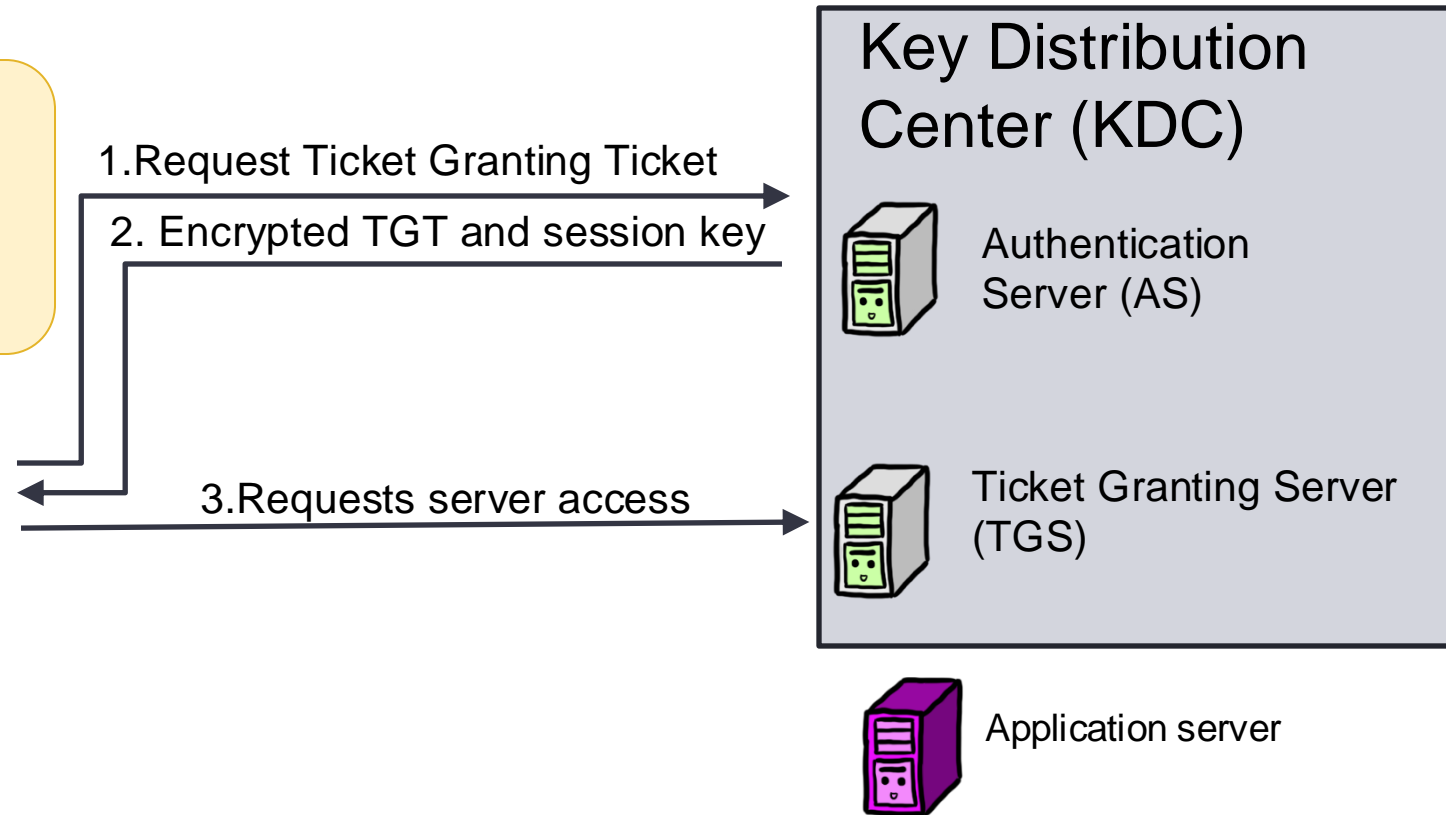 Key Distribution
Center (KDC)
1.Request Ticket Granting Ticket
2. Encrypted TGT and session key
Authentication
Server (AS)
3.Requests server access
Ticket Granting Server
(TGS)
Application server